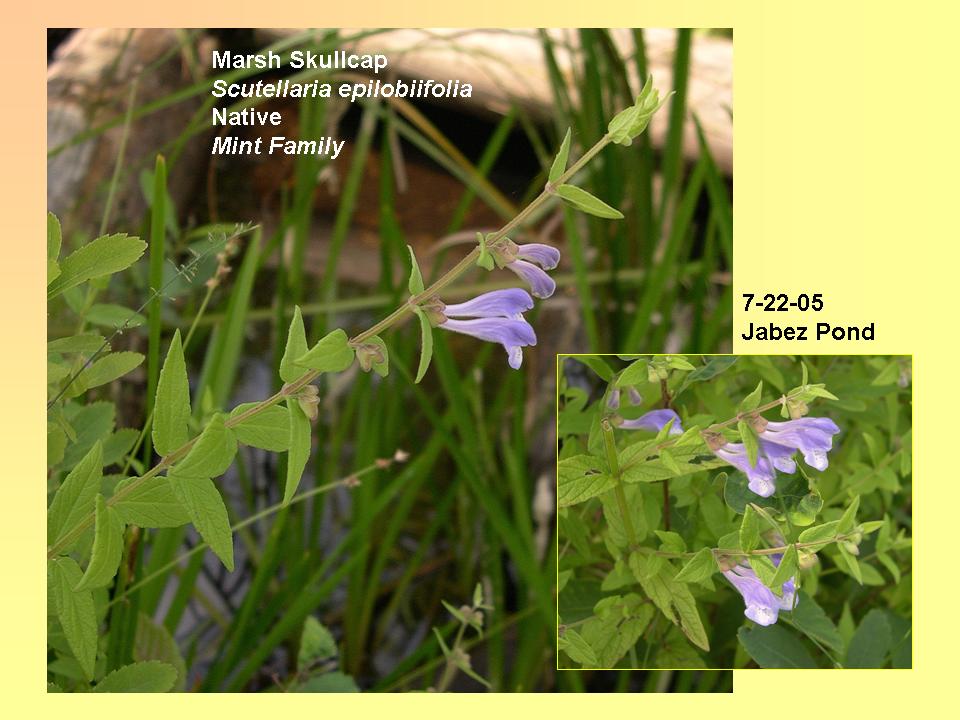 Marsh Skullcap
Scutellaria epilobiifolia
Native
Mint Family
7-22-05
Jabez Pond